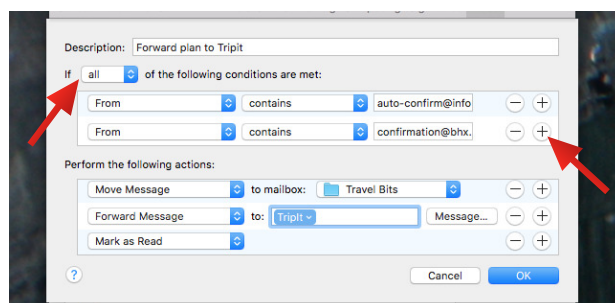 Description: Forward plan to Tripit
If all of the following conditions are met:
From contains auto-confirm@info
From contains confirmation@bhx.
Perform the following actions:
Move Message to mailbox: Travel Bits
Forward Message to: TripIt Message...
Mark as Read
? Cancel OK